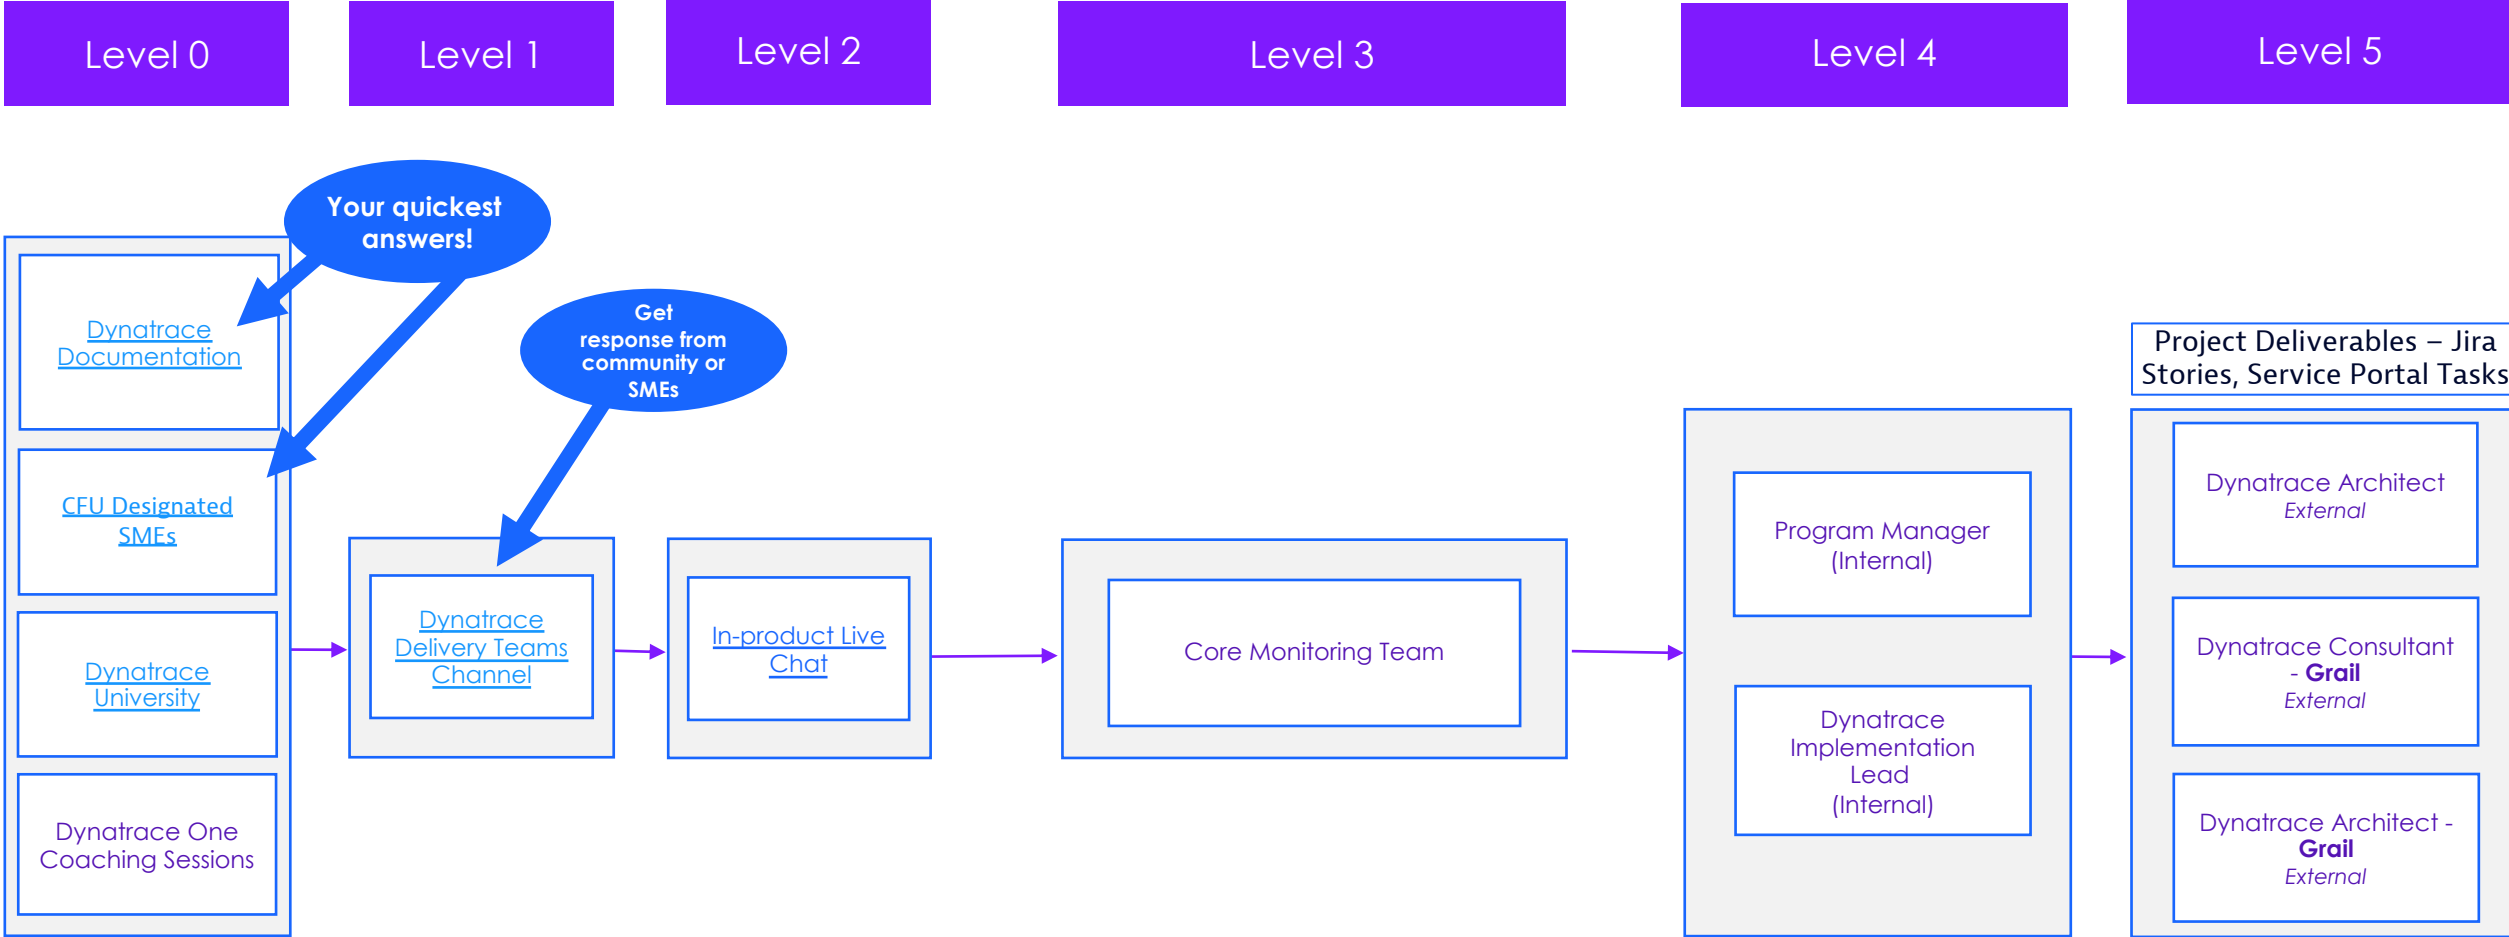 Level 0
Level 1
Level 2
Level 3
Level 4
Level 5
Your quickest
answers!
Get
response from
community or
SMEs
Dynatrace
Documentation
CFU Designated
SMEs
Dynatrace
University
Dynatrace One
Coaching Sessions
Dynatrace
Delivery Teams
Channel
In-product Live
Chat
Core Monitoring Team
Program Manager
(Internal)
Dynatrace
Implementation
Lead
(Internal)
Project Deliverables – Jira
Stories, Service Portal Tasks
Dynatrace Architect
External
Dynatrace Consultant
- Grail
External
Dynatrace Architect -
Grail
External